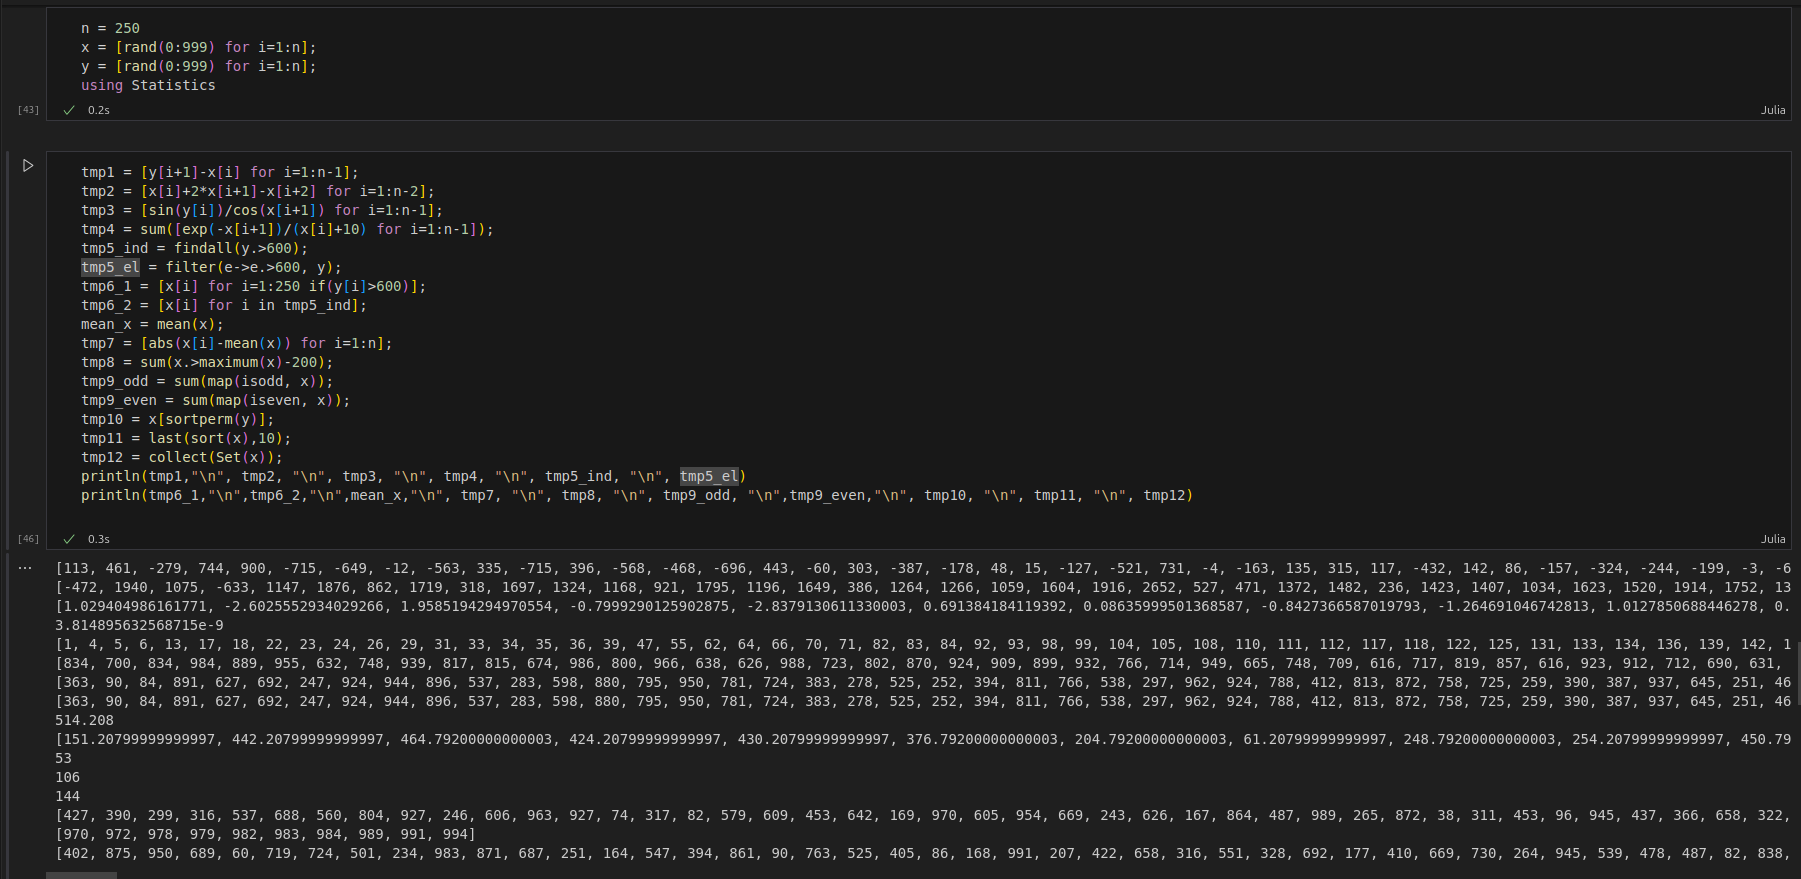 n = 250
x = [rand(0:999) for i=1:n];
y = [rand(0:999) for i=1:n];
using Statistics
[43] ✓ 0.2s Julia
tmp1 = [y[i+1]-x[i] for i=1:n-1];
tmp2 = [x[i]+2*x[i+1]-x[i+2] for i=1:n-2];
tmp3 = [sin(y[i])/cos(x[i+1]) for i=1:n-1];
tmp4 = sum([exp(-x[i+1])/(x[i]+10) for i=1:n-1]);
tmp5_ind = findall(y.>600);
tmp5_el = filter(e->e.>600, y);
tmp6_1 = [x[i] for i=1:250 if(y[i]>600)];
tmp6_2 = [x[i] for i in tmp5_ind];
mean_x = mean(x);
tmp7 = [abs(x[i]-mean(x)) for i=1:n];
tmp8 = sum(x.>maximum(x)-200);
tmp9_odd = sum(map(isodd, x));
tmp9_even = sum(map(iseven, x));
tmp10 = x[sortperm(y)];
tmp11 = last(sort(x),10);
tmp12 = collect(Set(x));
println(tmp1,"\n", tmp2, "\n", tmp3, "\n", tmp4, "\n", tmp5_ind, "\n", tmp5_el)
println(tmp6_1,"\n",tmp6_2,"\n",mean_x,"\n", tmp7, "\n", tmp8, "\n", tmp9_odd, "\n",tmp9_even,"\n", tmp10, "\n", tmp11, "\n", tmp12)
[46] ✓ 0.3s Julia
... [113, 461, -279, 744, 900, -715, -649, -12, -563, 335, -715, 396, -568, -468, -696, 443, -60, 303, -387, -178, 48, 15, -127, -521, 731, -4, -163, 135, 315, 117, -432, 142, 86, -157, -324, -244, -199, -3, -6
[-472, 1940, 1075, -633, 1147, 1876, 862, 1719, 318, 1697, 1324, 1168, 921, 1795, 1196, 1649, 386, 1264, 1266, 1059, 1604, 1916, 2652, 527, 471, 1372, 1482, 236, 1423, 1407, 1034, 1623, 1520, 1914, 1752, 13
[1.029404986161771, -2.6025552934029266, 1.9585194294970554, -0.7999290125902875, -2.8379130611330003, 0.691384184119392, 0.08635999501368587, -0.8427366587019793, -1.264691046742813, 1.0127850688446278, 0.
3.814895632568715e-9
[1, 4, 5, 6, 13, 17, 18, 22, 23, 24, 26, 29, 31, 33, 34, 35, 36, 39, 47, 55, 62, 64, 66, 70, 71, 82, 83, 84, 92, 93, 98, 99, 104, 105, 108, 110, 111, 112, 117, 118, 122, 125, 131, 133, 134, 136, 139, 142, 1
[834, 700, 834, 984, 889, 955, 632, 748, 939, 817, 815, 674, 986, 800, 966, 638, 626, 988, 723, 802, 870, 924, 909, 899, 932, 766, 714, 949, 665, 748, 709, 616, 717, 819, 857, 616, 923, 912, 712, 690, 631,
[363, 90, 84, 891, 627, 692, 247, 924, 944, 896, 537, 283, 598, 880, 795, 950, 781, 724, 383, 278, 525, 252, 394, 811, 766, 538, 297, 962, 924, 788, 412, 813, 872, 758, 725, 259, 390, 387, 937, 645, 251, 46
[363, 90, 84, 891, 627, 692, 247, 924, 944, 896, 537, 283, 598, 880, 795, 950, 781, 724, 383, 278, 525, 252, 394, 811, 766, 538, 297, 962, 924, 788, 412, 813, 872, 758, 725, 259, 390, 387, 937, 645, 251, 46
514.208
[151.20799999999997, 442.20799999999997, 464.79200000000003, 424.20799999999997, 430.20799999999997, 376.79200000000003, 204.79200000000003, 61.20799999999997, 248.79200000000003, 254.20799999999997, 450.79
53
106
144
[427, 390, 299, 316, 537, 688, 560, 804, 927, 246, 606, 963, 927, 74, 317, 82, 579, 609, 453, 642, 169, 970, 605, 954, 669, 243, 626, 167, 864, 487, 989, 265, 872, 38, 311, 453, 96, 945, 437, 366, 658, 322,
[970, 972, 978, 979, 982, 983, 984, 989, 991, 994]
[402, 875, 950, 689, 60, 719, 724, 501, 234, 983, 871, 687, 251, 164, 547, 394, 861, 90, 763, 525, 405, 86, 168, 991, 207, 422, 658, 316, 551, 328, 692, 177, 410, 669, 730, 264, 945, 539, 478, 487, 82, 838,